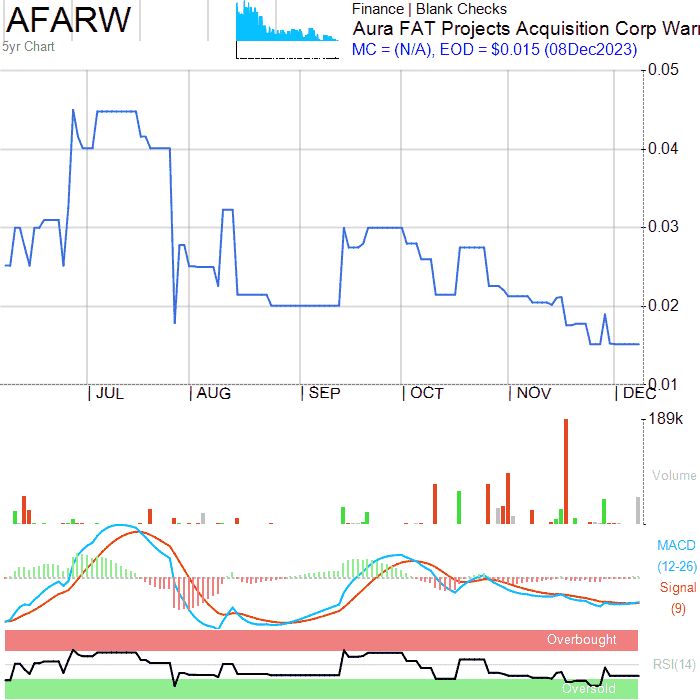 AFARW
5yr Chart
Finance | Blank Checks
Aura FAT Projects Acquisition Corp Warr
MC = (N/A), EOD = $0.015 (08Dec2023)
0.05
0.04
0.03
0.02
0.01
JUL AUG SEP OCT NOV DEC
189k
Volume
MACD
(12-26)
Signal
(9)
Overbought
RSI(14)
Oversold